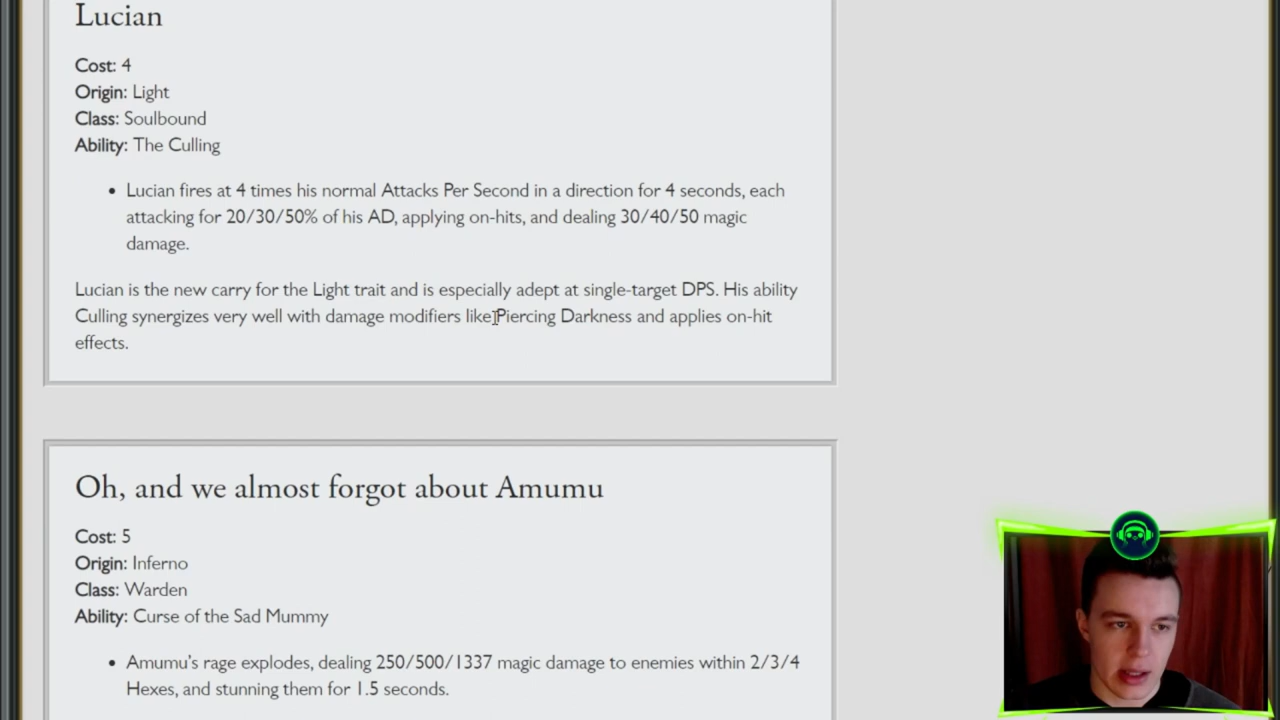 Lucian
Cost: 4
Origin: Light
Class: Soulbound
Ability: The Culling
• Lucian fires at 4 times his normal Attacks Per Second in a direction for 4 seconds, each
attacking for 20/30/50% of his AD, applying on-hits, and dealing 30/40/50 magic
damage.
Lucian is the new carry for the Light trait and is especially adept at single-target DPS. His ability
Culling synergizes very well with damage modifiers like Piercing Darkness and applies on-hit
effects.
Oh, and we almost forgot about Amumu
Cost: 5
Origin: Inferno
Class: Warden
Ability: Curse of the Sad Mummy
• Amumu’s rage explodes, dealing 250/500/1337 magic damage to enemies within 2/3/4
Hexes, and stunning them for 1.5 seconds.